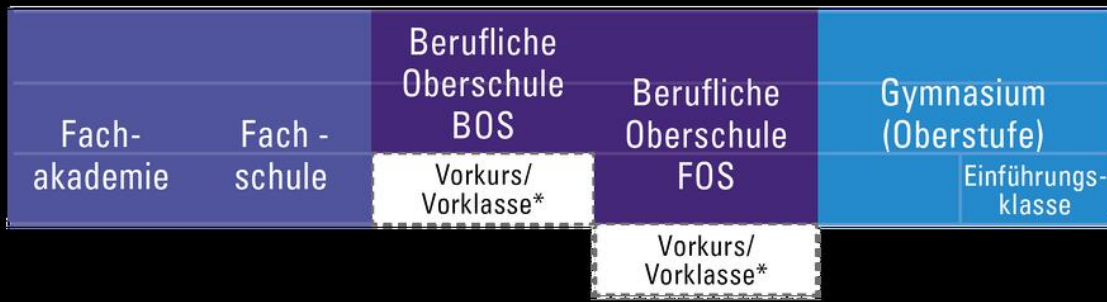 Fach-
akademie
Fach -
schule
Berufliche
Oberschule
BOS
Vorkurs/
Vorklasse*
Berufliche
Oberschule
FOS
Vorkurs/
Vorklasse*
Gymnasium
(Oberstufe)
Einführungs-
klasse